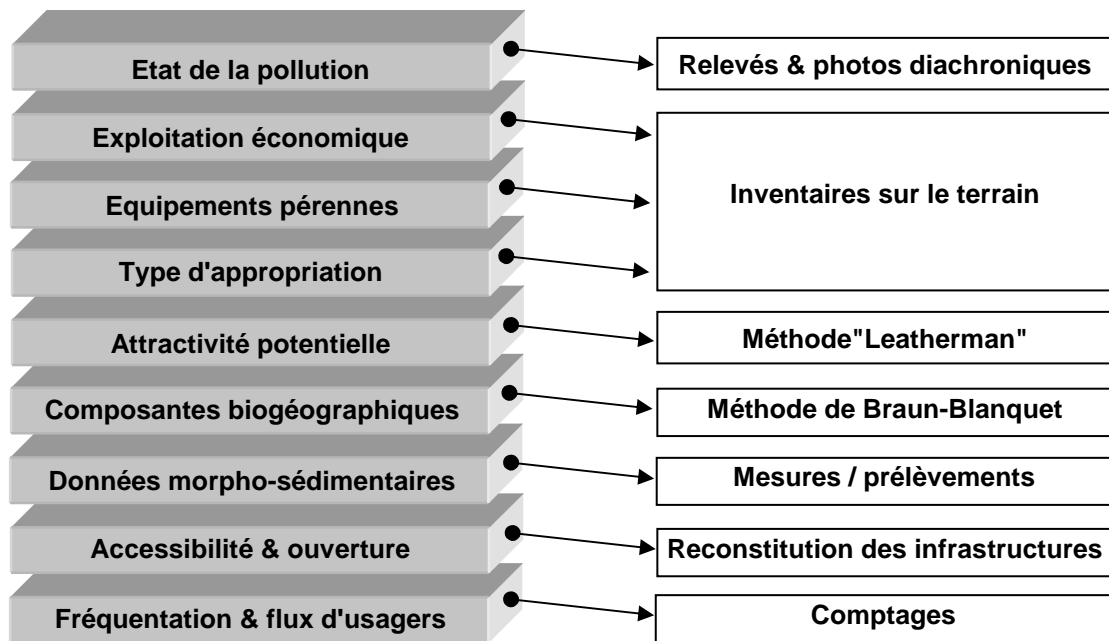 Etat de la pollution
Relevés & photos diachroniques
Exploitation économique
Equipements pérennes
Inventaires sur le terrain
Type d'appropriation
Attractivité potentielle
Méthode"Leatherman"
Composantes biogéographiques
Méthode de Braun-Blanquet
Données morpho-sédimentaires
Mesures / prélèvements
Accessibilité & ouverture
Reconstitution des infrastructures
Fréquentation & flux d'usagers
Comptages